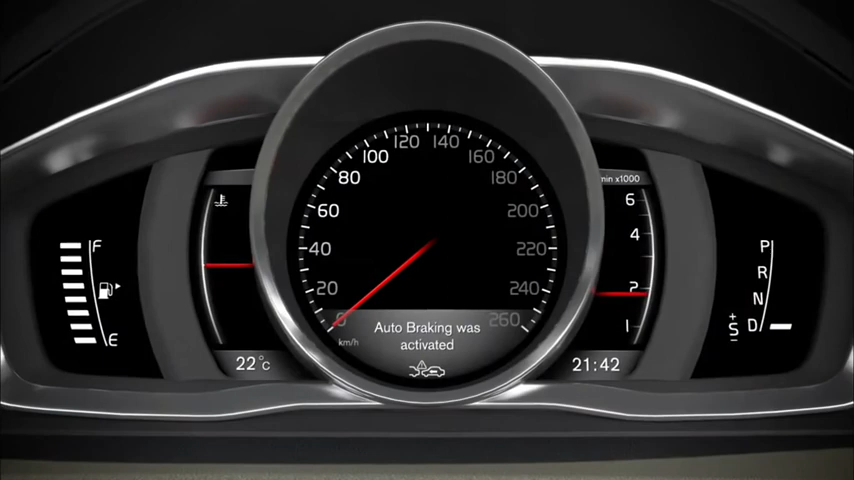 F
E
22°C
0
20
40
60
80
100
120
140
160
180
200
220
240
260
km/h
Auto Braking was
activated
min x1000
6
4
2
1
21:42
P
R
N
D
+
S
−